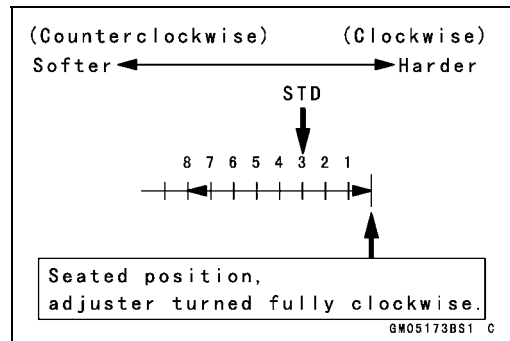 (Counterclockwise) (Clockwise)
Softer Harder
STD
8 7 6 5 4 3 2 1
Seated position,
adjuster turned fully clockwise.
GM05173BS1 C